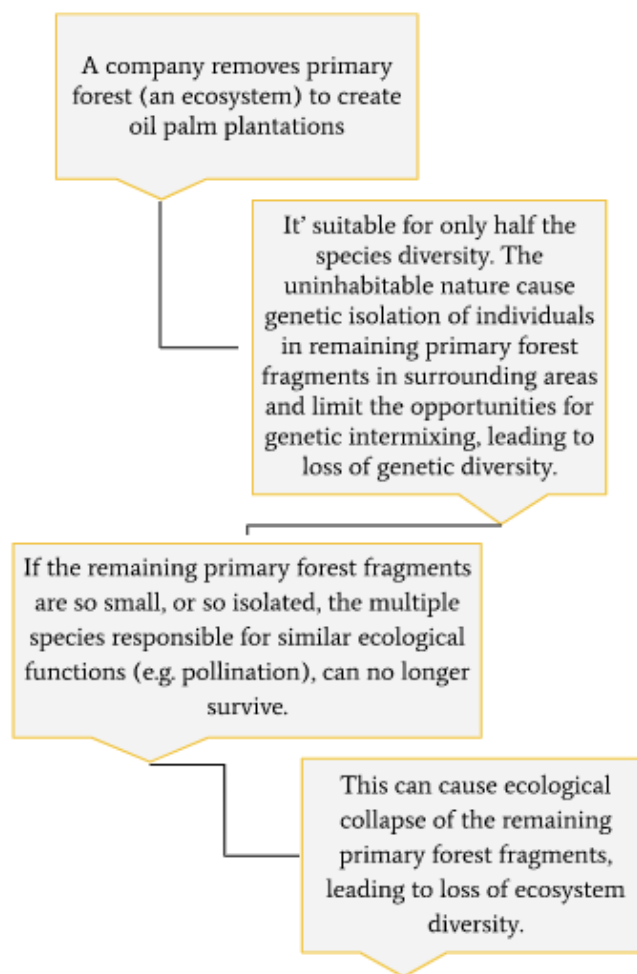 A company removes primary
forest (an ecosystem) to create
oil palm plantations
It' suitable for only half the
species diversity. The
uninhabitable nature cause
genetic isolation of individuals
in remaining primary forest
fragments in surrounding areas
and limit the opportunities for
genetic intermixing, leading to
loss of genetic diversity.
If the remaining primary forest fragments
are so small, or so isolated, the multiple
species responsible for similar ecological
functions (e.g. pollination), can no longer
survive.
This can cause ecological
collapse of the remaining
primary forest fragments,
leading to loss of ecosystem
diversity.